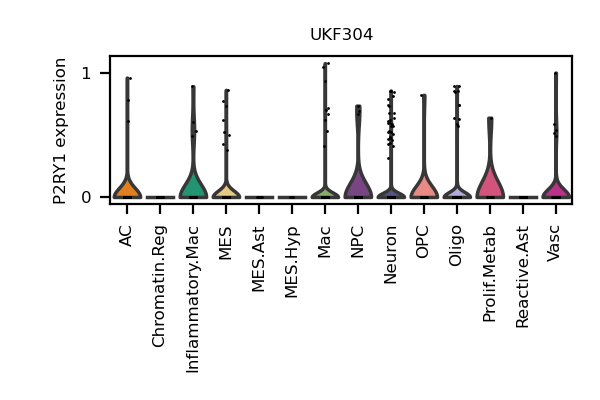 UKF304
P2RY1 expression
1
0
AC
Chromatin.Reg
Inflammatory.Mac
MES
MES.Ast
MES.Hyp
Mac
NPC
Neuron
OPC
Oligo
Prolif.Metab
Reactive.Ast
Vasc